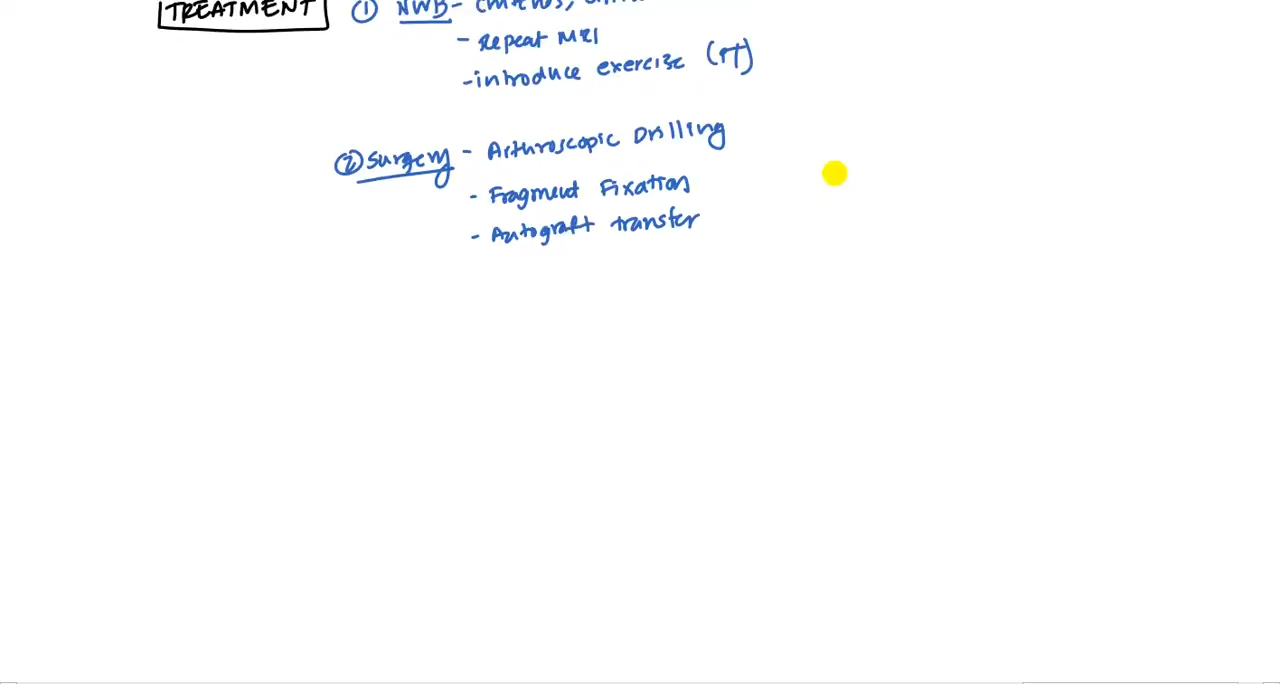 TREATMENT ① NWB -
- Repeat MRI
- introduce exercise (PT)
② Surgery - Arthroscopic Drilling
- Fragment Fixation
- Autograft transfer